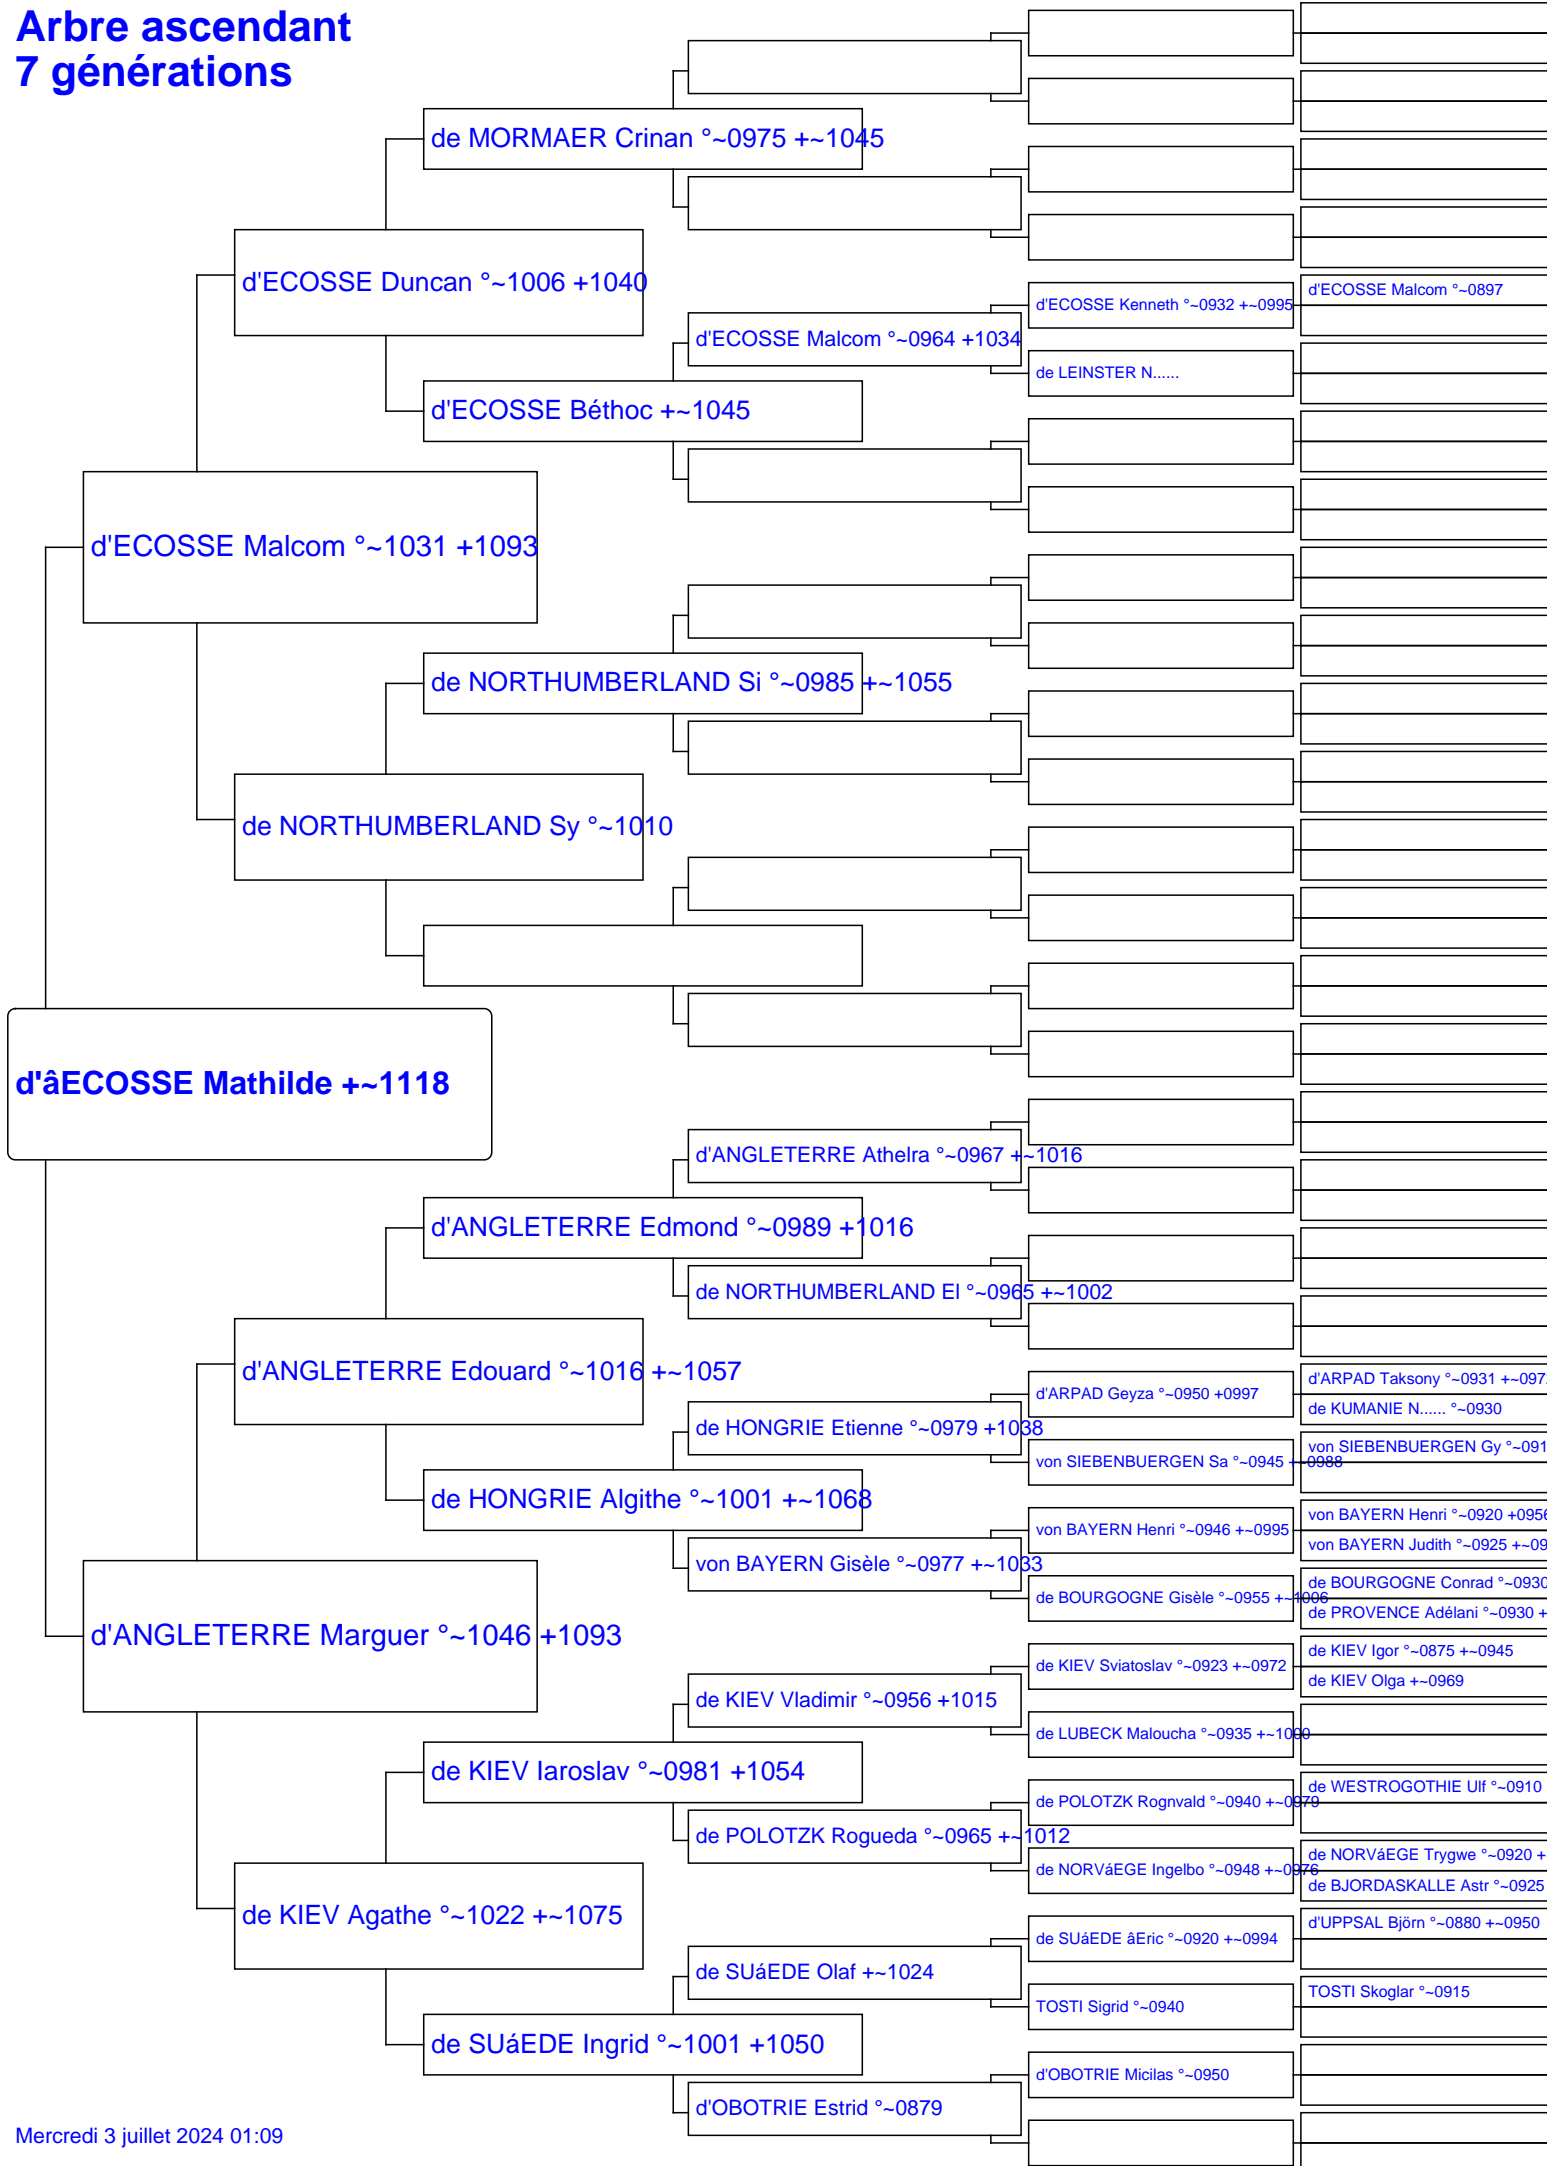 Arbre ascendant
7 générations
de MORMAER Crinan °~0975 +~1045
d'ECOSSE Duncan °~1006 +1040
d'ECOSSE Malcom °~0897
d'ECOSSE Kenneth °~0932 +~0995
d'ECOSSE Malcom °~0964 +1034
de LEINSTER N......
d'ECOSSE Béthoc +~1045
d'ECOSSE Malcom °~1031 +1093
de NORTHUMBERLAND Si °~0985 +~1055
de NORTHUMBERLAND Sy °~1010
d'âECOSSE Mathilde +~1118
d'ANGLETERRE Athelra °~0967 +~1016
d'ANGLETERRE Edmond °~0989 +1016
de NORTHUMBERLAND El °~0965 +~1002
d'ANGLETERRE Edouard °~1016 +~1057
d'ARPAD Taksony °~0931 +~097
d'ARPAD Geyza °~0950 +0997
de KUMANIE N...... °~0930
de HONGRIE Etienne °~0979 +1038
von SIEBENBUERGEN Gy °~091
von SIEBENBUERGEN Sa °~0945 +~0988
de HONGRIE Algithe °~1001 +~1068
von BAYERN Henri °~0920 +0956
von BAYERN Henri °~0946 +~0995
von BAYERN Judith °~0925 +~09
von BAYERN Gisèle °~0977 +~1033
de BOURGOGNE Conrad °~0930
de BOURGOGNE Gisèle °~0955 +~1006
de PROVENCE Adélani °~0930 +
d'ANGLETERRE Marguer °~1046 +1093
de KIEV Igor °~0875 +~0945
de KIEV Sviatoslav °~0923 +~0972
de KIEV Olga +~0969
de KIEV Vladimir °~0956 +1015
de LUBECK Maloucha °~0935 +~1000
de KIEV Iaroslav °~0981 +1054
de WESTROGOTHIE Ulf °~0910
de POLOTZK Rognvald °~0940 +~0979
de POLOTZK Rogueda °~0965 +~1012
de NORVáEGE Trygwe °~0920 +
de NORVáEGE Ingelbo °~0948 +~0976
de BJORDASKALLE Astr °~0925
de KIEV Agathe °~1022 +~1075
d'UPPSAL Björn °~0880 +~0950
de SUáEDE âEric °~0920 +~0994
de SUáEDE Olaf +~1024
TOSTI Skoglar °~0915
TOSTI Sigrid °~0940
de SUáEDE Ingrid °~1001 +1050
d'OBOTRIE Micilas °~0950
d'OBOTRIE Estrid °~0879
Mercredi 3 juillet 2024 01:09